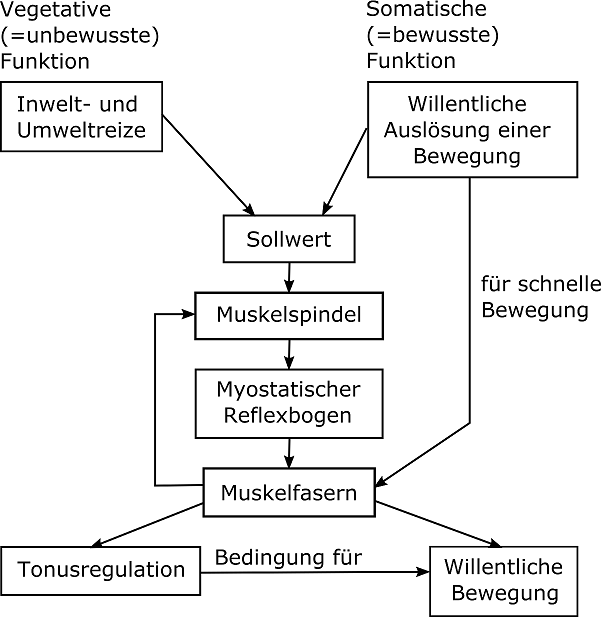 Vegetative
(=unbewusste)
Funktion
Somatische
(=bewusste)
Funktion
Inwelt- und
Umweltreize
Willentliche
Auslösung einer
Bewegung
Sollwert
für schnelle
Bewegung
Muskelspindel
Myostatischer
Reflexbogen
Muskelfasern
Tonusregulation
Bedingung für
Willentliche
Bewegung